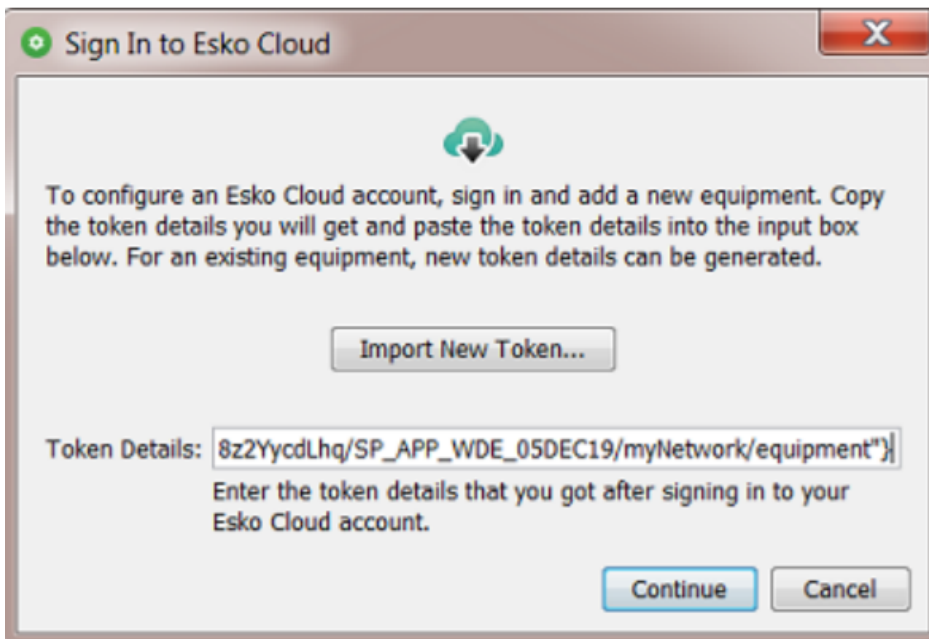 Sign In to Esko Cloud
To configure an Esko Cloud account, sign in and add a new equipment. Copy
the token details you will get and paste the token details into the input box
below. For an existing equipment, new token details can be generated.
Import New Token...
Token Details: 8z2YycdLhq/SP_APP_WDE_05DEC19/myNetwork/equipment"}
Enter the token details that you got after signing in to your
Esko Cloud account.
Continue Cancel